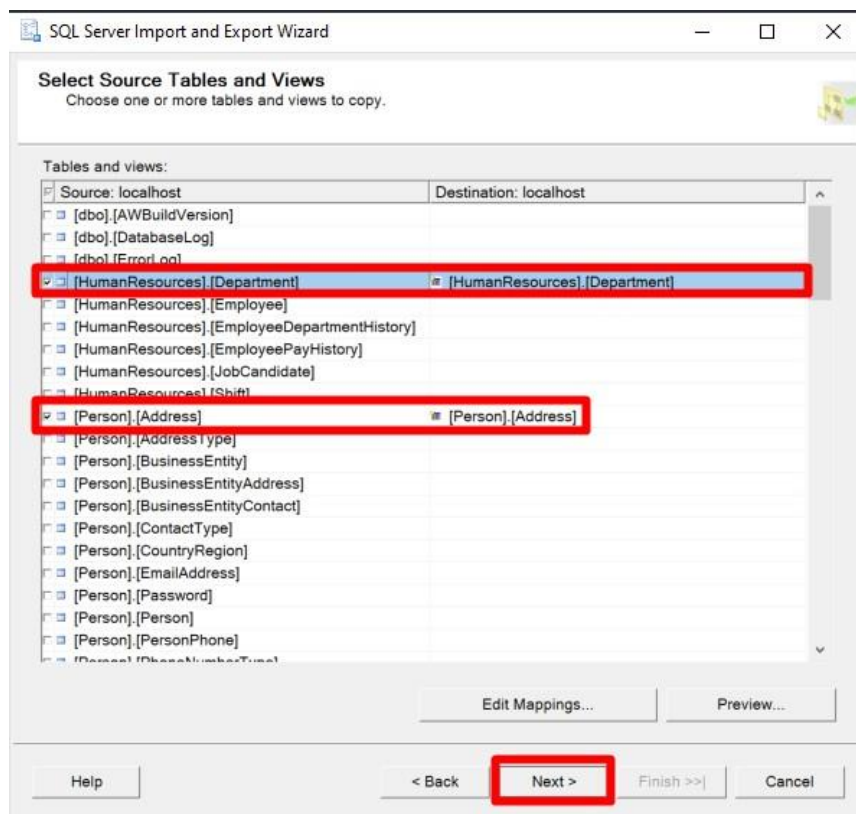 SQL Server Import and Export Wizard
Select Source Tables and Views
Choose one or more tables and views to copy.
Tables and views:
Source: localhost Destination: localhost
[dbo].[AWBuildVersion]
[dbo].[DatabaseLog]
[dbo].[ErrorLog]
[HumanResources].[Department] [HumanResources].[Department]
[HumanResources].[Employee]
[HumanResources].[EmployeeDepartmentHistory]
[HumanResources].[EmployeePayHistory]
[HumanResources].[JobCandidate]
[HumanResources].[Shift]
[Person].[Address] [Person].[Address]
[Person].[AddressType]
[Person].[BusinessEntity]
[Person].[BusinessEntityAddress]
[Person].[BusinessEntityContact]
[Person].[ContactType]
[Person].[CountryRegion]
[Person].[EmailAddress]
[Person].[Password]
[Person].[Person]
[Person].[PersonPhone]
[Person].[PhoneNumberType]
Edit Mappings... Preview...
Help < Back Next > Finish >>| Cancel